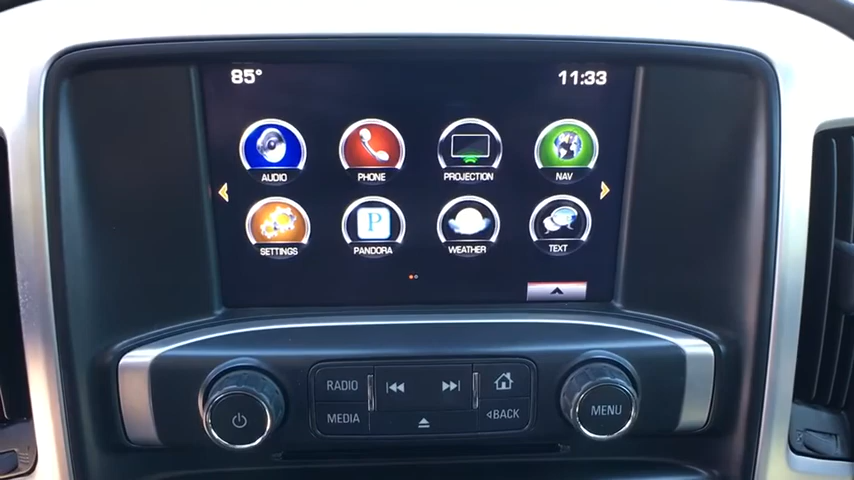 85° 11:33
AUDIO PHONE PROJECTION NAV
SETTINGS PANDORA WEATHER TEXT
P
RADIO
MEDIA
BACK
MENU